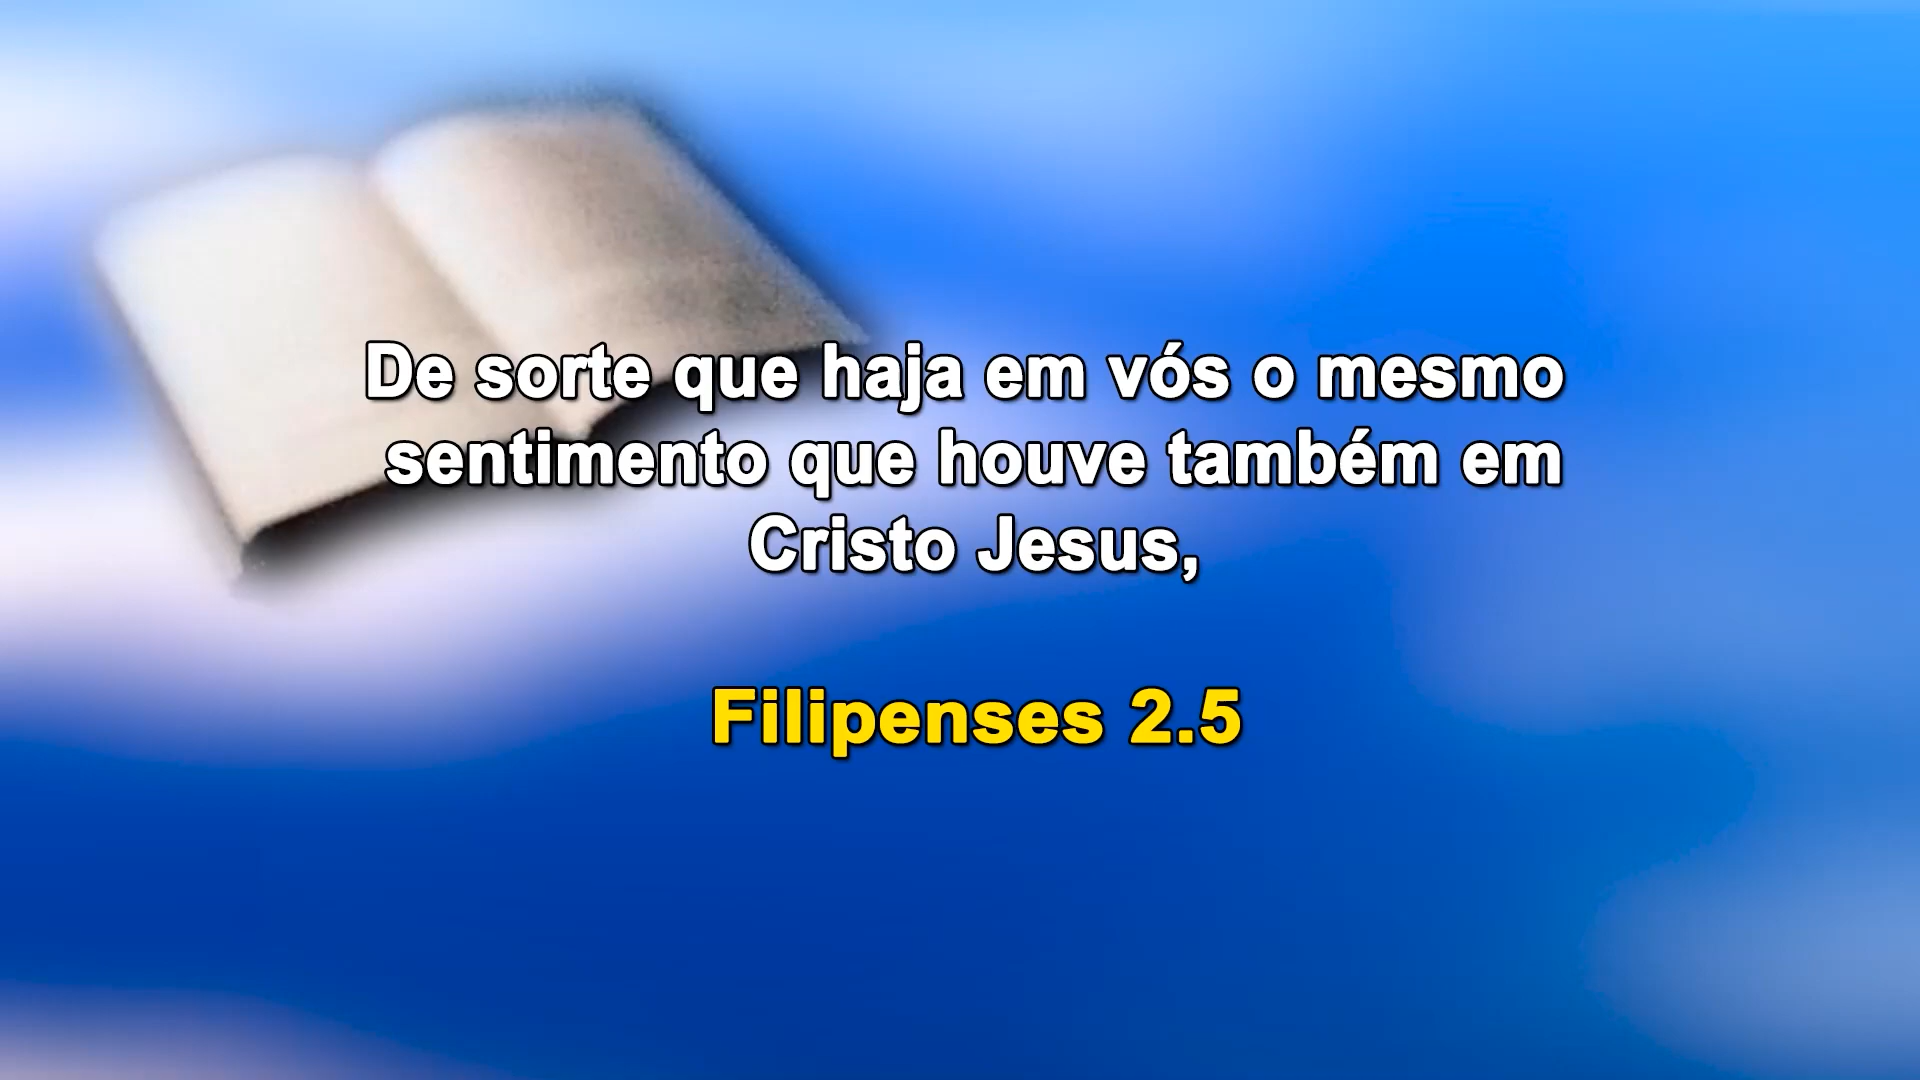 De sorte que haja em vós o mesmo
sentimento que houve também em
Cristo Jesus,
Filipenses 2.5